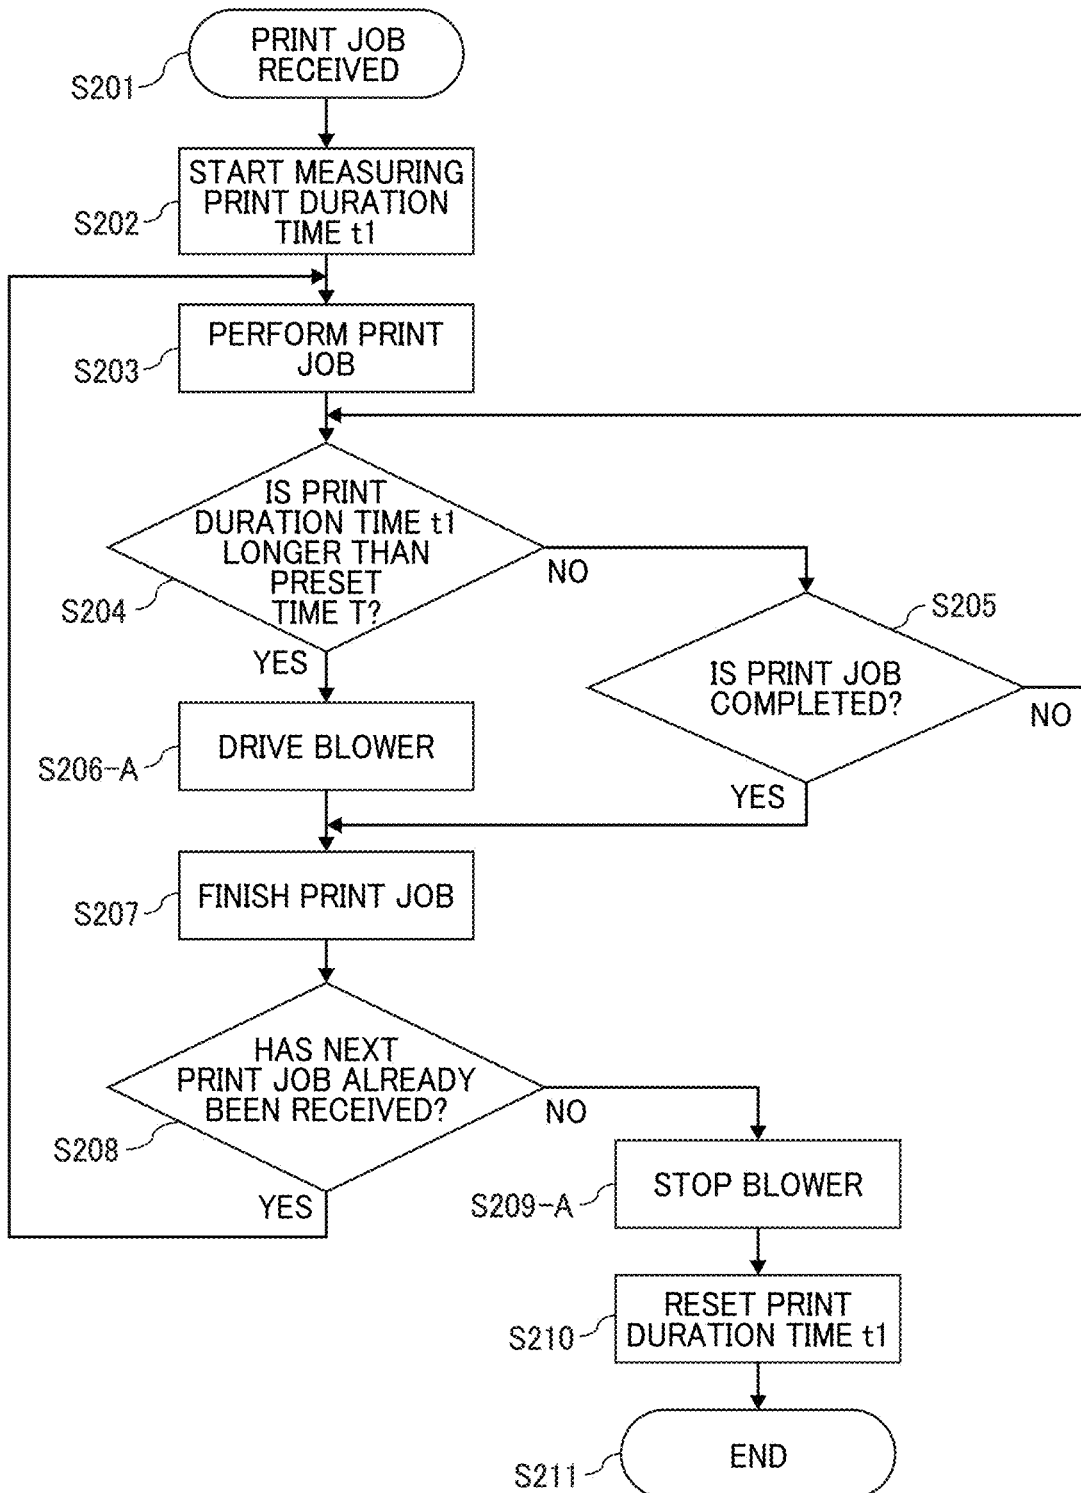 PRINT JOB
RECEIVED
S201
START MEASURING
PRINT DURATION
TIME t1
S202
PERFORM PRINT
JOB
S203
IS PRINT
DURATION TIME t1
LONGER THAN
PRESET
TIME T?
S204
NO
YES
S205
IS PRINT JOB
COMPLETED?
NO
YES
DRIVE BLOWER
S206-A
FINISH PRINT JOB
S207
HAS NEXT
PRINT JOB ALREADY
BEEN RECEIVED?
S208
NO
YES
STOP BLOWER
S209-A
RESET PRINT
DURATION TIME t1
S210
END
S211